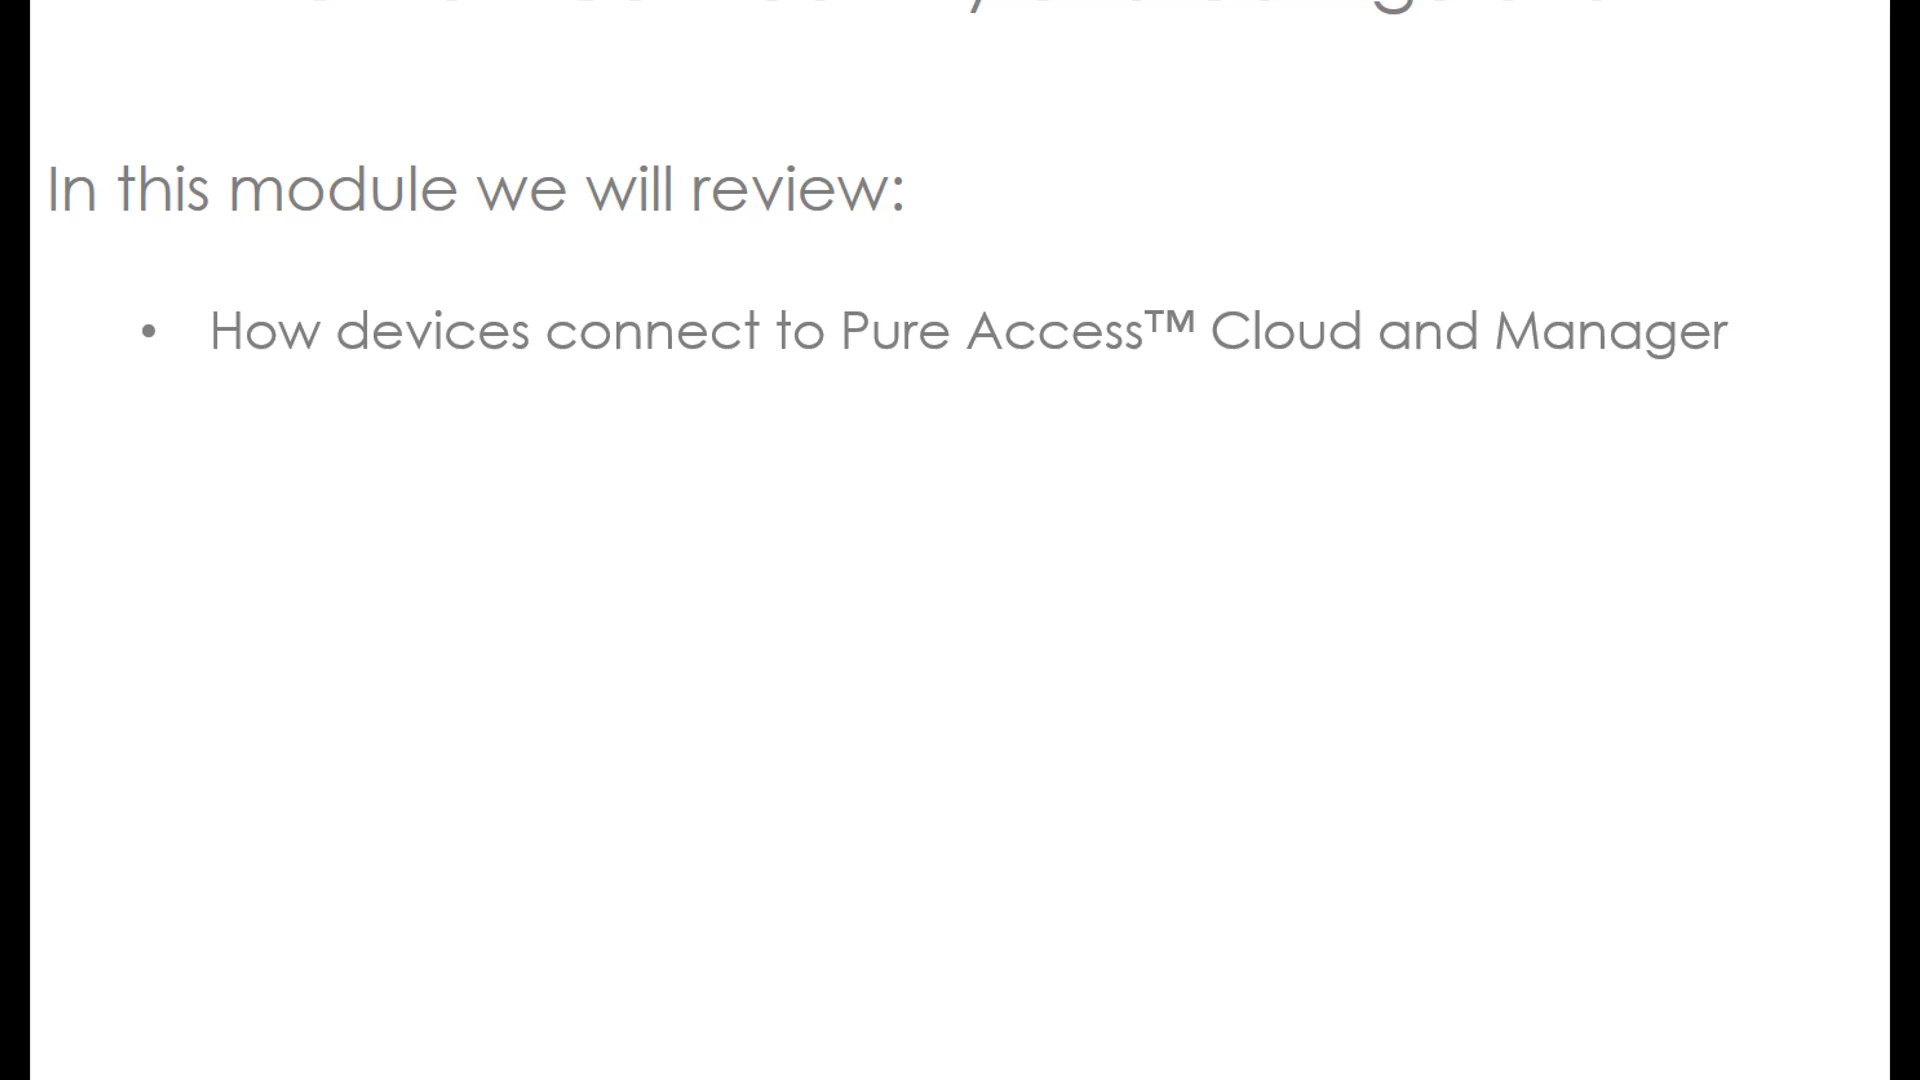 In this module we will review:
• How devices connect to Pure Access™ Cloud and Manager